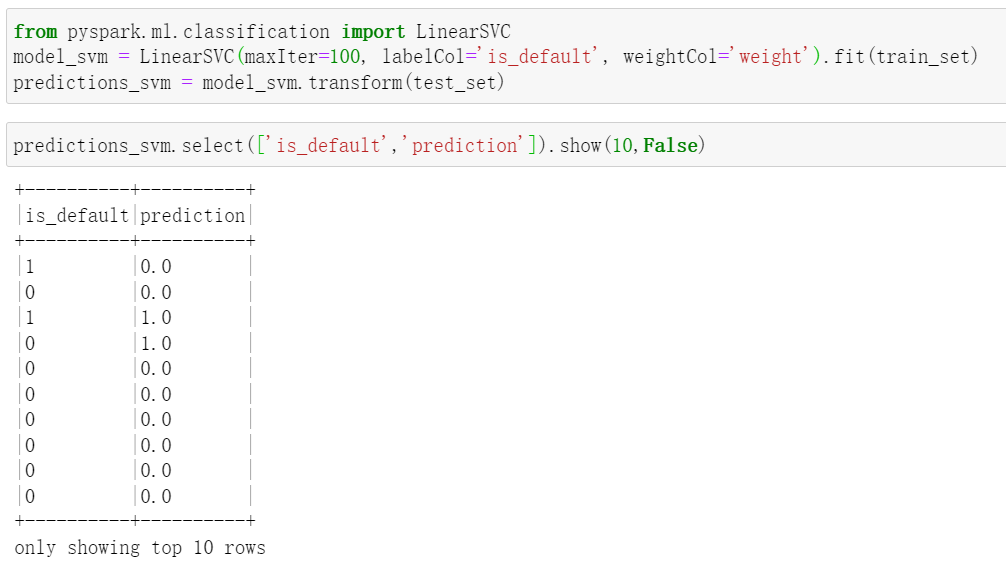 from pyspark.ml.classification import LinearSVC
model_svm = LinearSVC(maxIter=100, labelCol='is_default', weightCol='weight').fit(train_set)
predictions_svm = model_svm.transform(test_set)
predictions_svm.select(['is_default','prediction']).show(10,False)
+----------+----------+
|is_default|prediction|
+----------+----------+
|1         |0.0       |
|0         |0.0       |
|1         |1.0       |
|0         |1.0       |
|0         |0.0       |
|0         |0.0       |
|0         |0.0       |
|0         |0.0       |
|0         |0.0       |
|0         |0.0       |
+----------+----------+
only showing top 10 rows